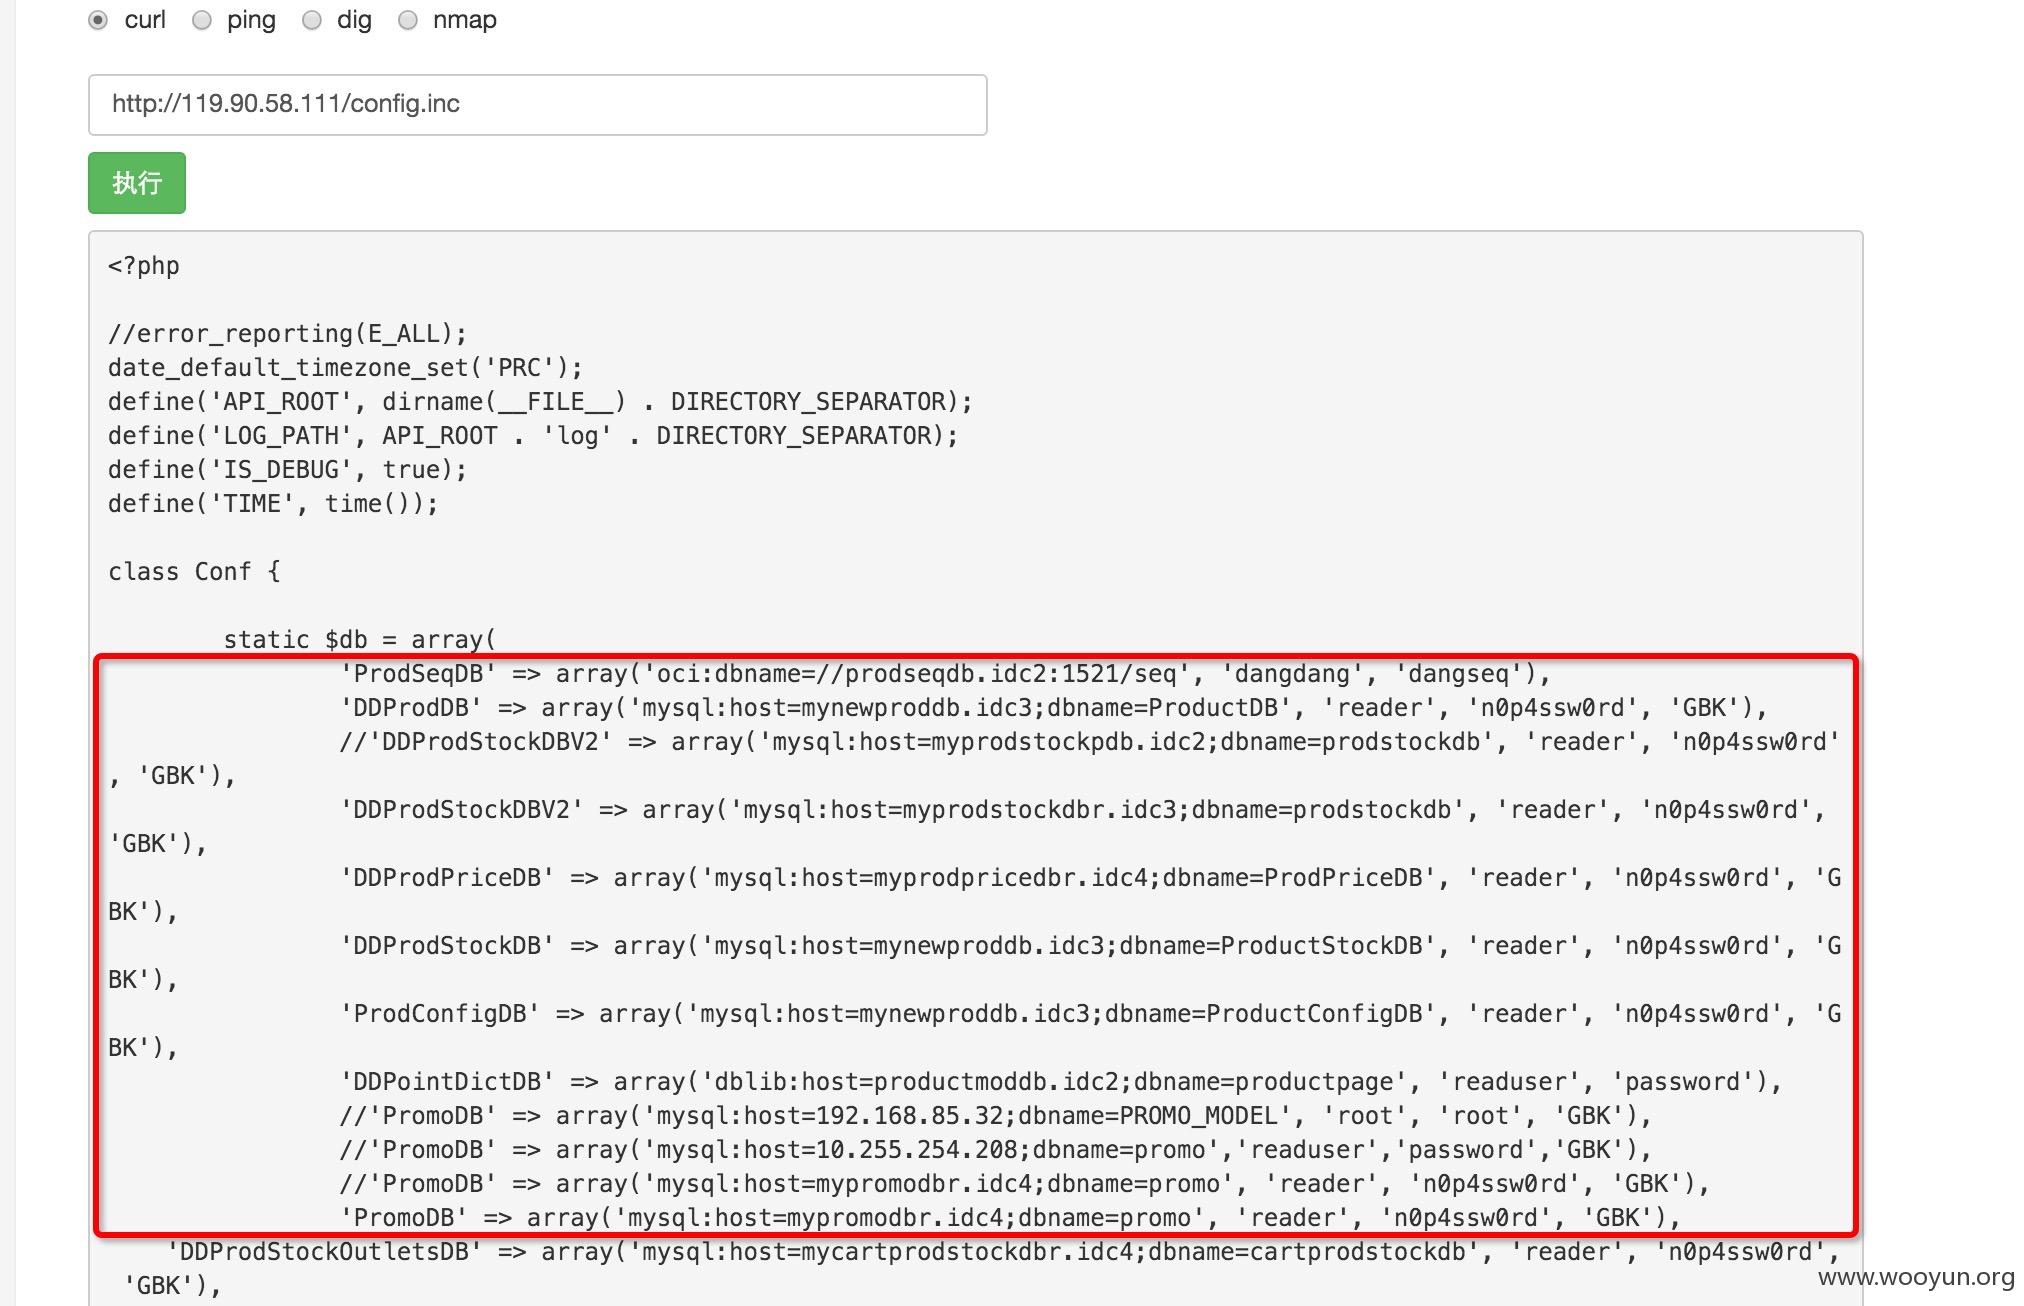 curl ping dig nmap
http://119.90.58.111/config.inc
执行
<?php
//error_reporting(E_ALL);
date_default_timezone_set('PRC');
define('API_ROOT', dirname(__FILE__) . DIRECTORY_SEPARATOR);
define('LOG_PATH', API_ROOT . 'log' . DIRECTORY_SEPARATOR);
define('IS_DEBUG', true);
define('TIME', time());
class Conf {
static $db = array(
'ProdSeqDB' => array('oci:dbname=//prodseqdb.idc2:1521/seq', 'dangdang', 'dangseq'),
'DDProdDB' => array('mysql:host=mynewproddb.idc3;dbname=ProductDB', 'reader', 'n0p4ssw0rd', 'GBK'),
//'DDProdStockDBV2' => array('mysql:host=myprodstockpdb.idc2;dbname=prodstockdb', 'reader', 'n0p4ssw0rd'
, 'GBK'),
'DDProdStockDBV2' => array('mysql:host=myprodstockdbr.idc3;dbname=prodstockdb', 'reader', 'n0p4ssw0rd',
'GBK'),
'DDProdPriceDB' => array('mysql:host=myprodpricedbr.idc4;dbname=ProdPriceDB', 'reader', 'n0p4ssw0rd', 'G
BK'),
'DDProdStockDB' => array('mysql:host=mynewproddb.idc3;dbname=ProductStockDB', 'reader', 'n0p4ssw0rd', 'G
BK'),
'ProdConfigDB' => array('mysql:host=mynewproddb.idc3;dbname=ProductConfigDB', 'reader', 'n0p4ssw0rd', 'G
BK'),
'DDPointDictDB' => array('dblib:host=productmoddb.idc2;dbname=productpage', 'readuser', 'password'),
//'PromoDB' => array('mysql:host=192.168.85.32;dbname=PROMO_MODEL', 'root', 'root', 'GBK'),
//'PromoDB' => array('mysql:host=10.255.254.208;dbname=promo','readuser','password','GBK'),
//'PromoDB' => array('mysql:host=mypromodbr.idc4;dbname=promo', 'reader', 'n0p4ssw0rd', 'GBK'),
'PromoDB' => array('mysql:host=mypromodbr.idc4;dbname=promo', 'reader', 'n0p4ssw0rd', 'GBK'),
'DDProdStockOutletsDB' => array('mysql:host=mycartprodstockdbr.idc4;dbname=cartprodstockdb', 'reader', 'n0p4ssw0rd',
'GBK'),
www.wooyun.org